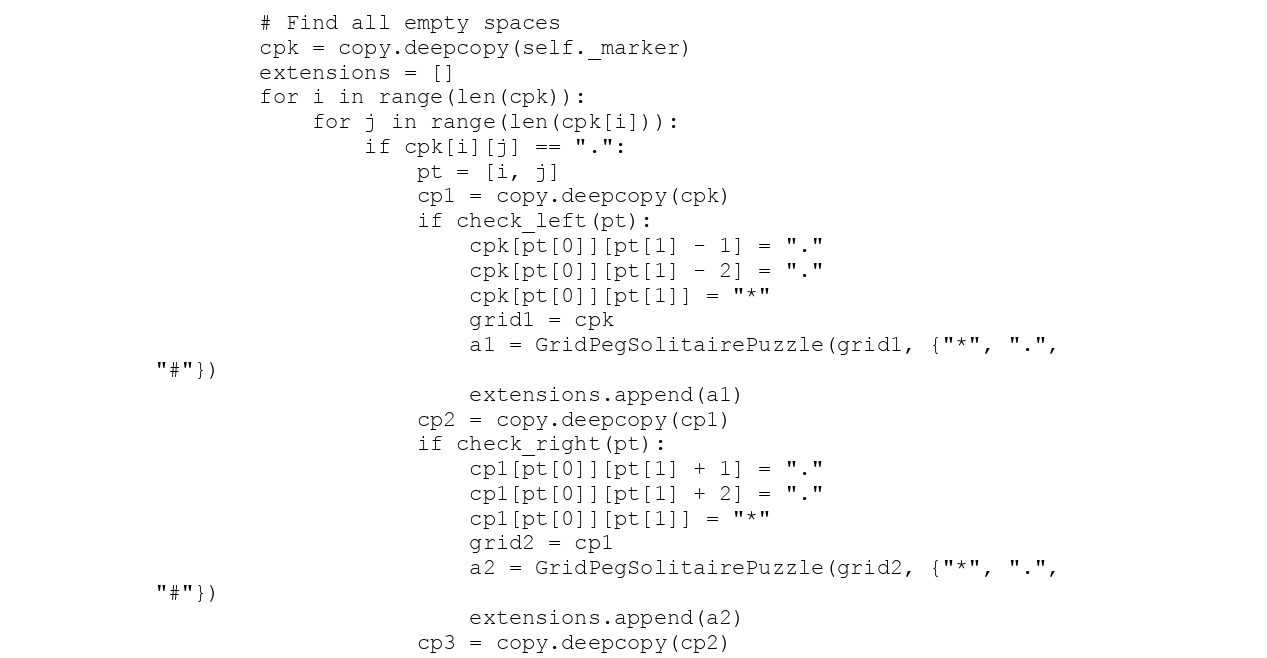 # Find all empty spaces
cpk = copy.deepcopy(self._marker)
extensions = []
for i in range(len(cpk)):
for j in range(len(cpk[i])):
if cpk[i][j] == ".":
pt = [i, j]
cp1 = copy.deepcopy(cpk)
if check_left(pt):
cpk[pt[0]][pt[1] - 1] = "."
cpk[pt[0]][pt[1] - 2] = "."
cpk[pt[0]][pt[1]] = "*"
grid1 = cpk
a1 = GridPegSolitairePuzzle(grid1, {"*", ".",
"#"})
extensions.append(a1)
cp2 = copy.deepcopy(cp1)
if check_right(pt):
cp1[pt[0]][pt[1] + 1] = "."
cp1[pt[0]][pt[1] + 2] = "."
cp1[pt[0]][pt[1]] = "*"
grid2 = cp1
a2 = GridPegSolitairePuzzle(grid2, {"*", ".",
"#"})
extensions.append(a2)
cp3 = copy.deepcopy(cp2)